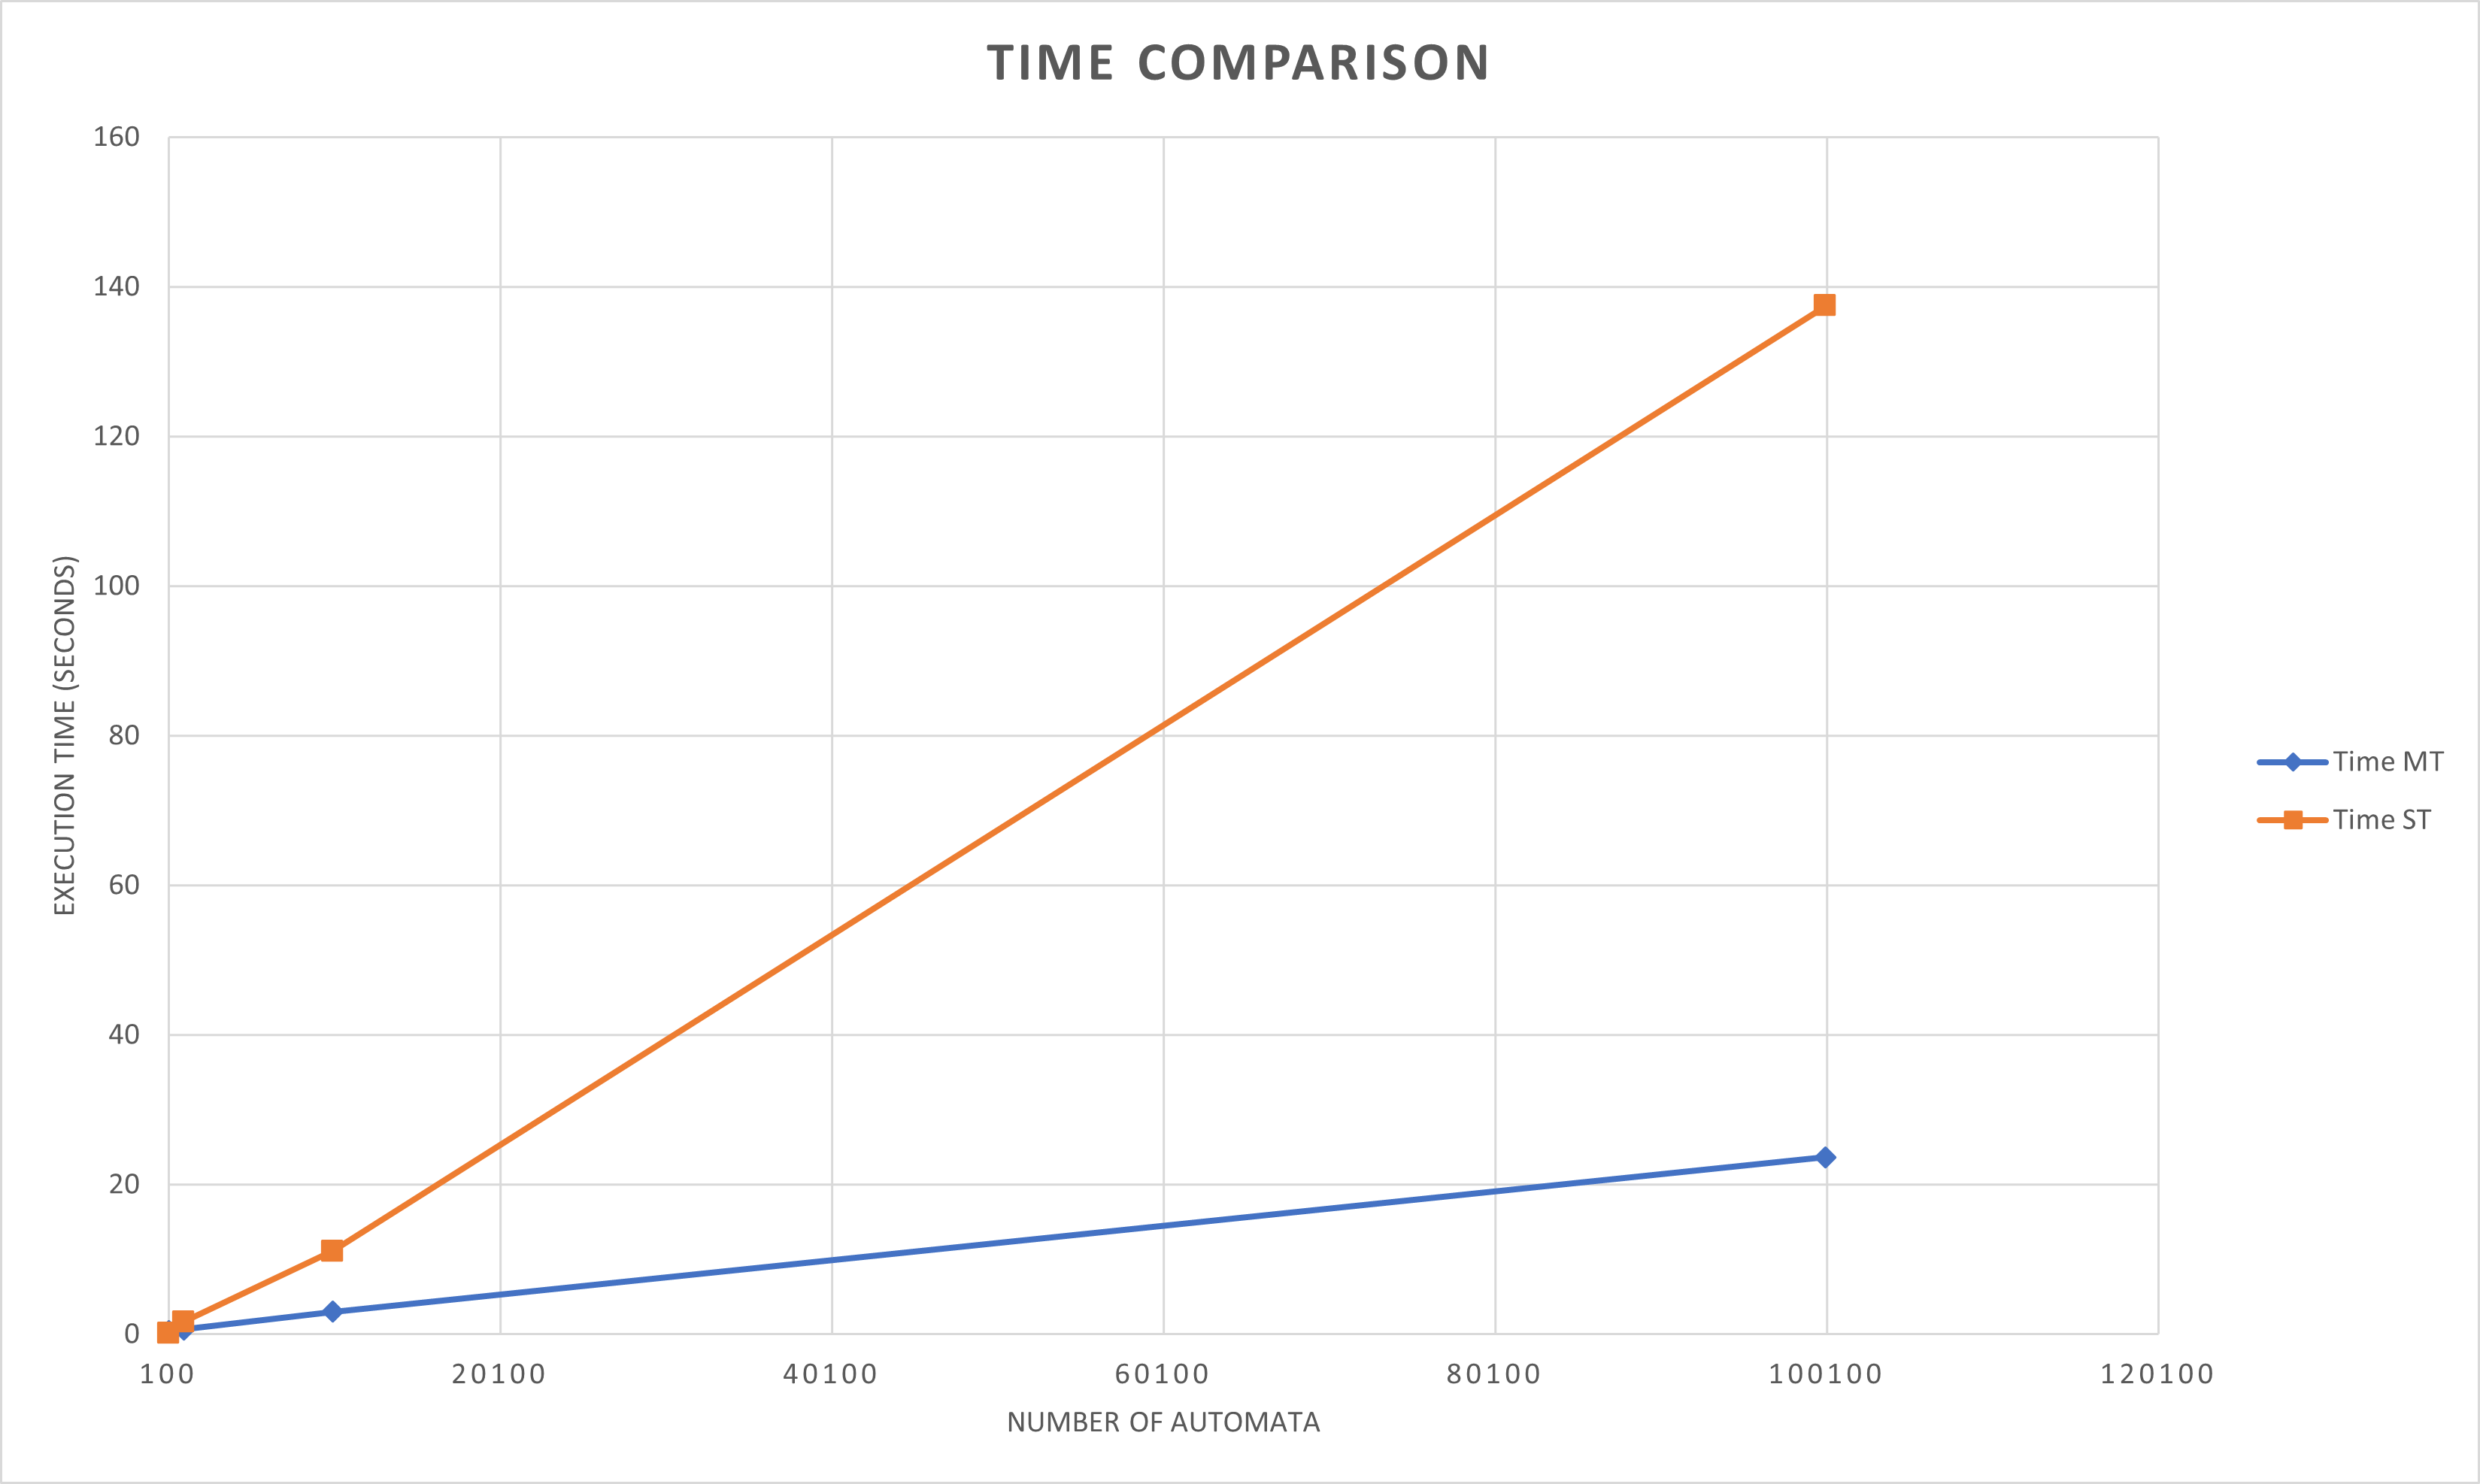 TIME COMPARISON
160
140
120
100
80
60
40
20
0
EXECUTION TIME (SECONDS)
100 20100 40100 60100 80100 100100 120100
NUMBER OF AUTOMATA
Time MT
Time ST